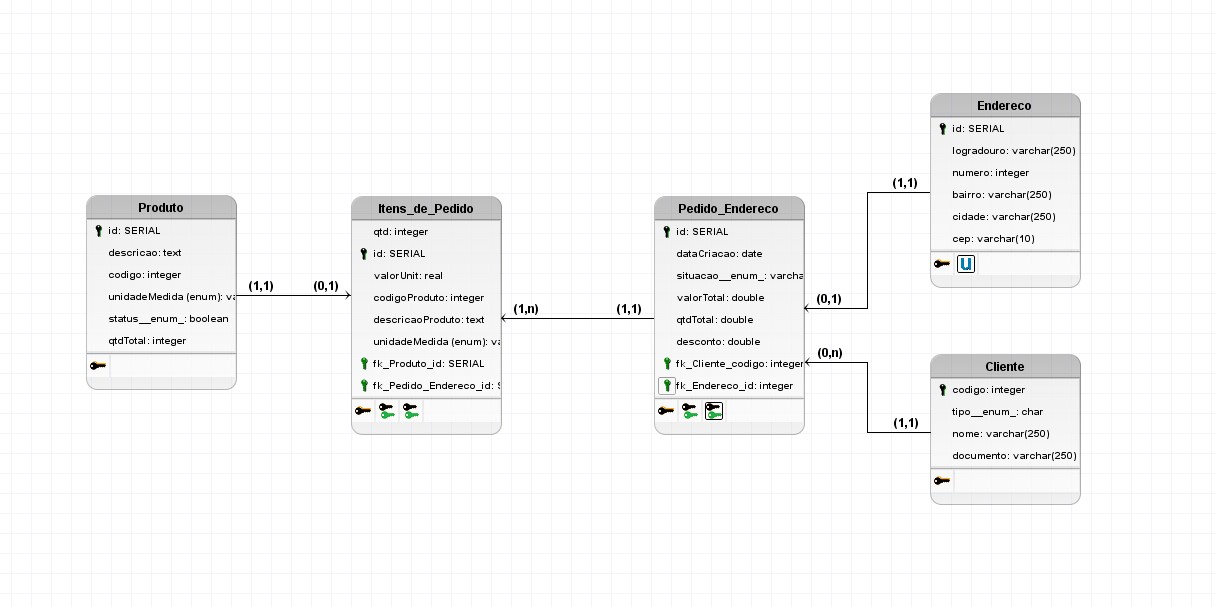 Produto
id: SERIAL
descricao: text
codigo: integer
unidadeMedida (enum): va
status__enum_: boolean
qtdTotal: integer
(1,1)
(0,1)
Itens_de_Pedido
qtd: integer
id: SERIAL
valorUnit: real
codigoProduto: integer
descricaoProduto: text
unidadeMedida (enum): va
fk_Produto_id: SERIAL
fk_Pedido_Endereco_id: S
(1,n)
(1,1)
Pedido_Endereco
id: SERIAL
dataCriacao: date
situacao__enum_: varcha
valorTotal: double
qtdTotal: double
desconto: double
fk_Cliente_codigo: integer
fk_Endereco_id: integer
(1,1)
(0,1)
(0,n)
(1,1)
Endereco
id: SERIAL
logradouro: varchar(250)
numero: integer
bairro: varchar(250)
cidade: varchar(250)
cep: varchar(10)
U
Cliente
codigo: integer
tipo__enum_: char
nome: varchar(250)
documento: varchar(250)